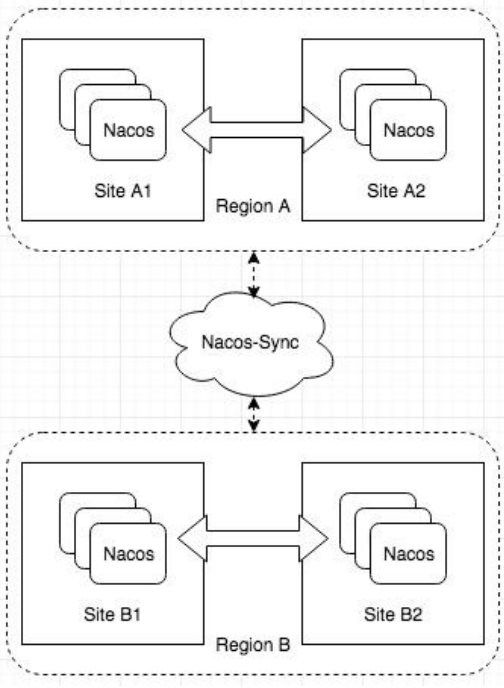 Nacos
Nacos
Site A1
Site A2
Region A
Nacos-Sync
Nacos
Nacos
Site B1
Site B2
Region B